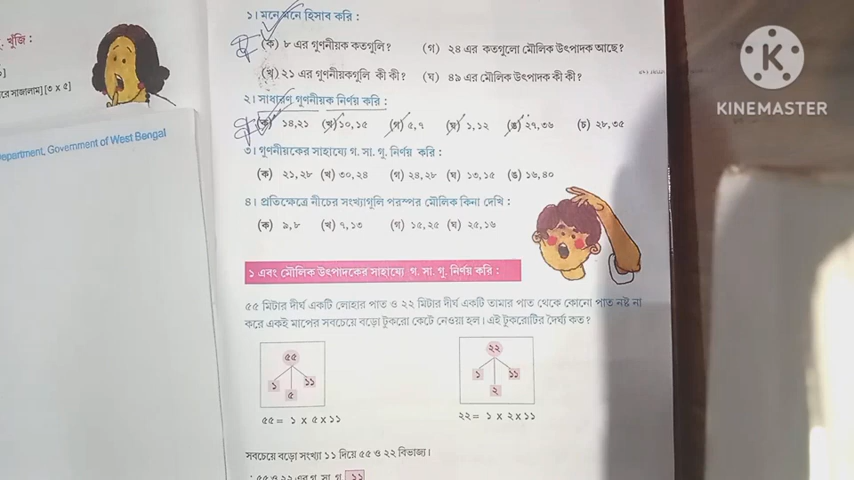 খুঁজি :
রে সাজালাম] [৩ x ৫]
epartment, Government of West Bengal
১। মনে মনে হিসাব করি :
(ক) ৮ এর গুণনীয়ক কতগুলি? (গ) ২৪ এর কতগুলো মৌলিক উৎপাদক আছে?
(খ) ২১ এর গুণনীয়কগুলি কী কী? (ঘ) ৪৯ এর মৌলিক উৎপাদক কী কী?
২। সাধারণ গুণনীয়ক নির্ণয় করি :
(ক) ১৪,২১ (খ) ১০,১৫ (গ) ৫,৭ (ঘ) ১,১২ (ঙ) ২৭,৩৬ (চ) ২৮,৩৫
৩। গুণনীয়কের সাহায্যে গ. সা. গু. নির্ণয় করি :
(ক) ২১,২৮ (খ) ৩০,২৪ (গ) ২৪,২৮ (ঘ) ১৩,১৫ (ঙ) ১৬,৪০
৪। প্রতিক্ষেত্রে নীচের সংখ্যাগুলি পরস্পর মৌলিক কিনা দেখি :
(ক) ৯,৮ (খ) ৭,১৩ (গ) ১৫,২৫ (ঘ) ২৫,১৬
১ এবং মৌলিক উৎপাদকের সাহায্যে গ. সা. গু. নির্ণয় করি :
৫৫ মিটার দীর্ঘ একটি লোহার পাত ও ২২ মিটার দীর্ঘ একটি তামার পাত থেকে কোনো পাত নষ্ট না
করে একই মাপের সবচেয়ে বড়ো টুকরো কেটে নেওয়া হল। এই টুকরোটির দৈর্ঘ্য কত?
৫৫
১ ৫ ১১
২২
১ ২ ১১
৫৫ = ১ x ৫ x ১১
২২ = ১ x ২ x ১১
সবচেয়ে বড়ো সংখ্যা ১১ দিয়ে ৫৫ ও ২২ বিভাজ্য।
৫৫ ও ২২ এর গ. সা. গু. ১১
KINEMASTER